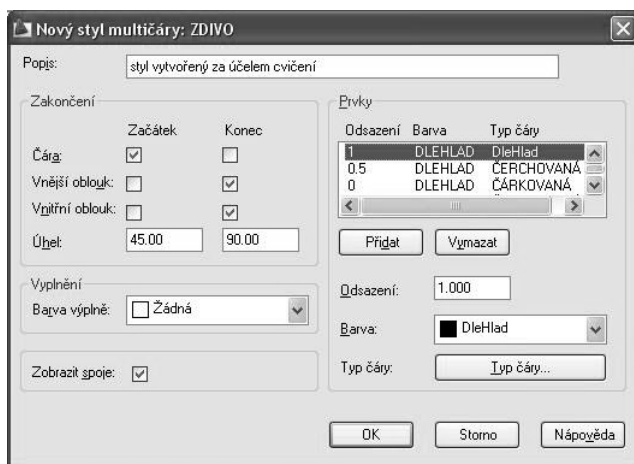 Nový styl multičáry: ZDIVO
Popis: styl vytvořený za účelem cvičení
Zakončení
Začátek Konec
Čára:
Vnější oblouk:
Vnitřní oblouk:
Úhel: 45.00 90.00
Vyplnění
Barva výplně: Žádná
Zobrazit spoje:
Prvky
Odsazení Barva Typ čáry
1 DLEHLAD DleHlad
0.5 DLEHLAD ČERCHOVANÁ
0 DLEHLAD ČÁRKOVANÁ
Přidat Vymazat
Odsazení: 1.000
Barva: DleHlad
Typ čáry: Typ čáry...
OK Storno Nápověda